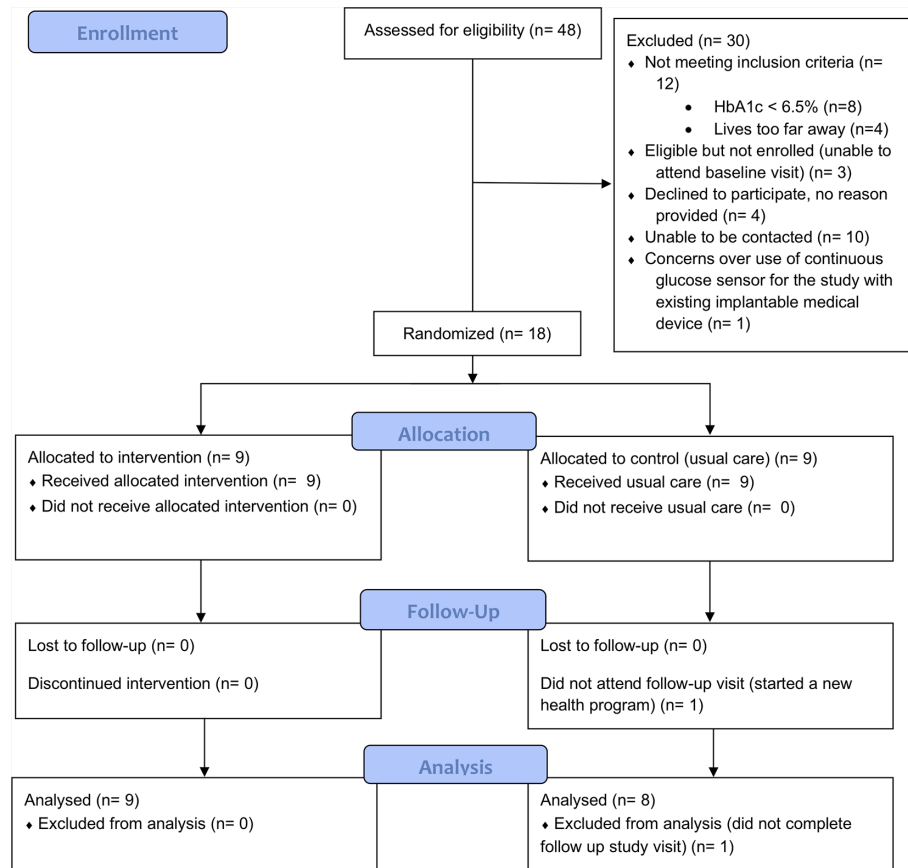 Enrollment
Assessed for eligibility (n= 48)
Excluded (n= 30)
♦ Not meeting inclusion criteria (n=
12)
• HbA1c < 6.5% (n=8)
• Lives too far away (n=4)
♦ Eligible but not enrolled (unable to
attend baseline visit) (n= 3)
♦ Declined to participate, no reason
provided (n= 4)
♦ Unable to be contacted (n= 10)
♦ Concerns over use of continuous
glucose sensor for the study with
existing implantable medical
device (n= 1)
Randomized (n= 18)
Allocation
Allocated to intervention (n= 9)
♦ Received allocated intervention (n=  9)
♦ Did not receive allocated intervention (n= 0)
Allocated to control (usual care) (n= 9)
♦ Received usual care (n=  9)
♦ Did not receive usual care (n=  0)
Follow-Up
Lost to follow-up (n= 0)
Discontinued intervention (n= 0)
Lost to follow-up (n= 0)
Did not attend follow-up visit (started a new
health program) (n= 1)
Analysis
Analysed (n= 9)
♦ Excluded from analysis (n= 0)
Analysed (n= 8)
♦ Excluded from analysis (did not complete
follow up study visit) (n= 1)